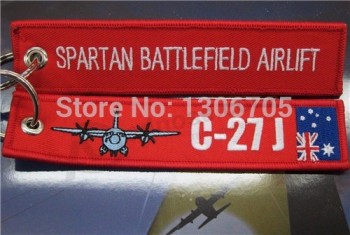 SPARTAN BATTLEFIELD AIRLIFT
Store No: 1306705
C-27J